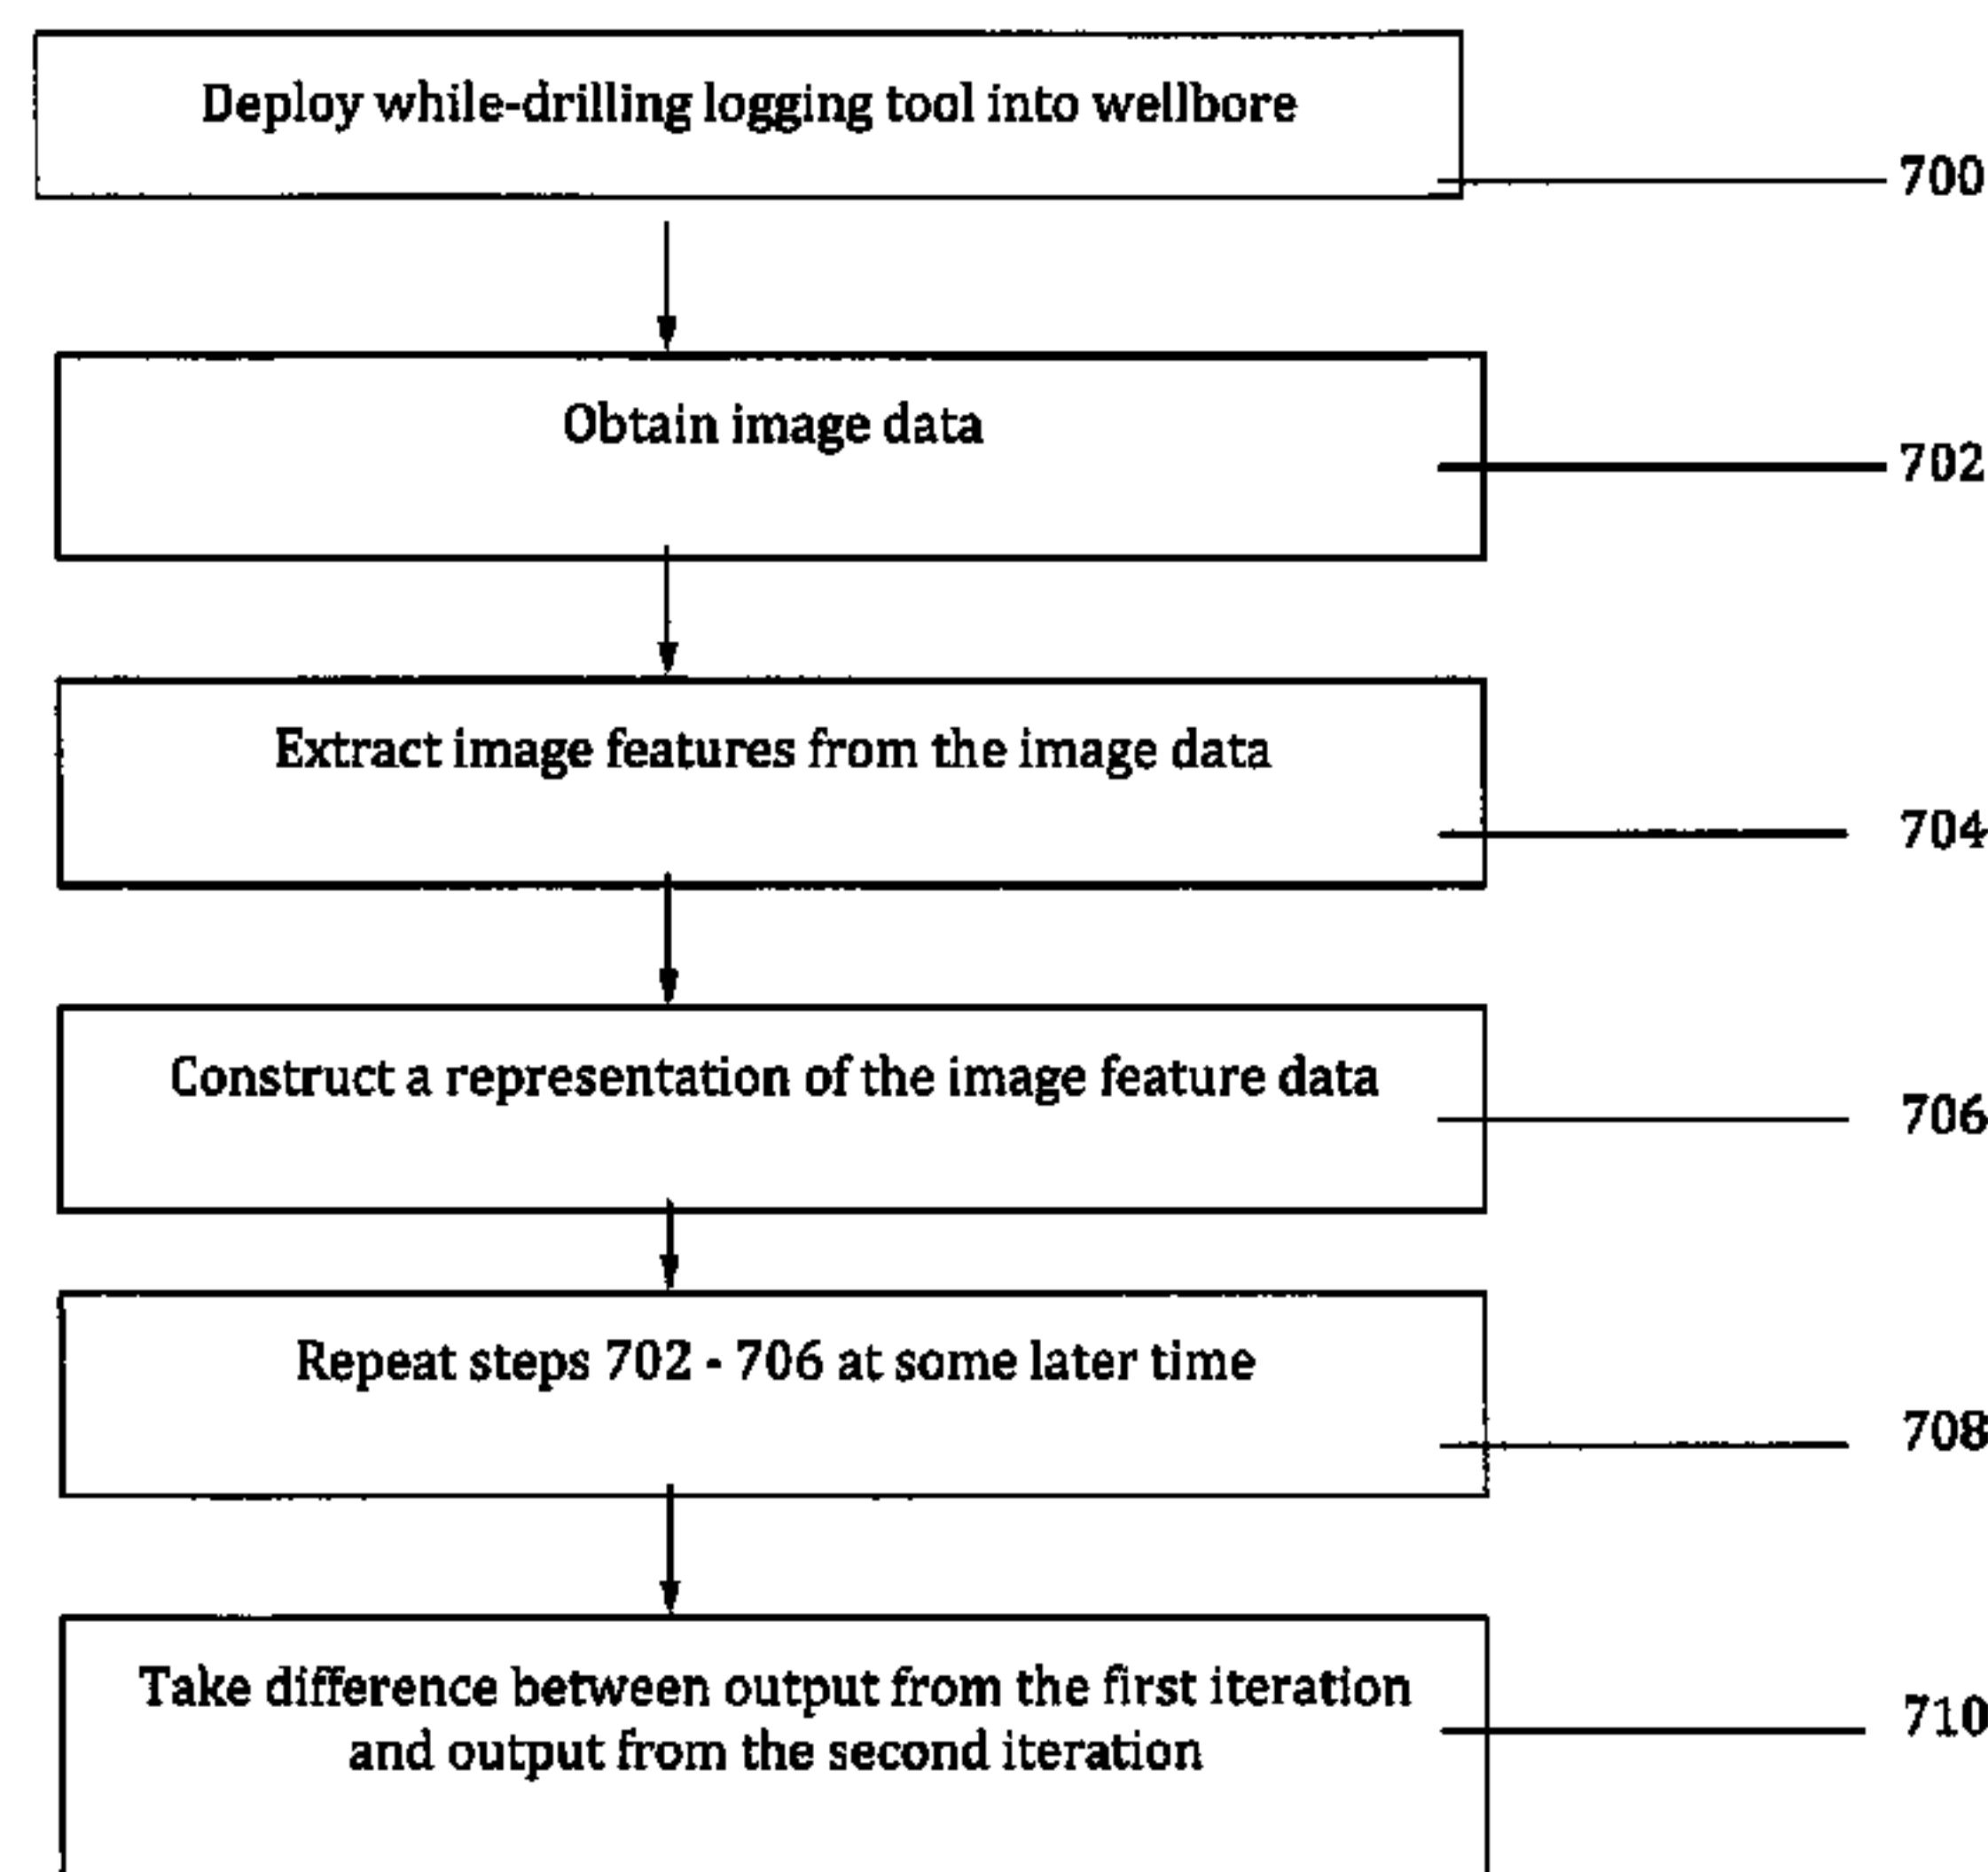 Deploy while-drilling logging tool into wellbore
700
Obtain image data
702
Extract image features from the image data
704
Construct a representation of the image feature data
706
Repeat steps 702 - 706 at some later time
708
Take difference between output from the first iteration
and output from the second iteration
710